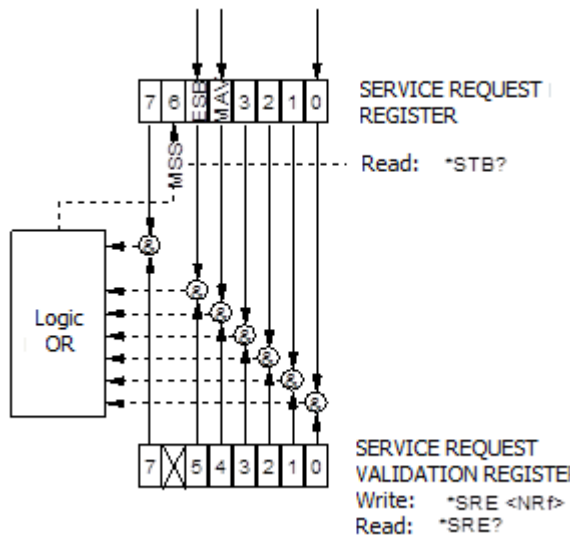 7 6 ESB MAV 3 2 1 0
SERVICE REQUEST
REGISTER
MSS
Read: *STB?
&
&
&
&
&
&
&
Logic
OR
7 5 4 3 2 1 0
SERVICE REQUEST
VALIDATION REGISTER
Write: *SRE <NRf>
Read: *SRE?